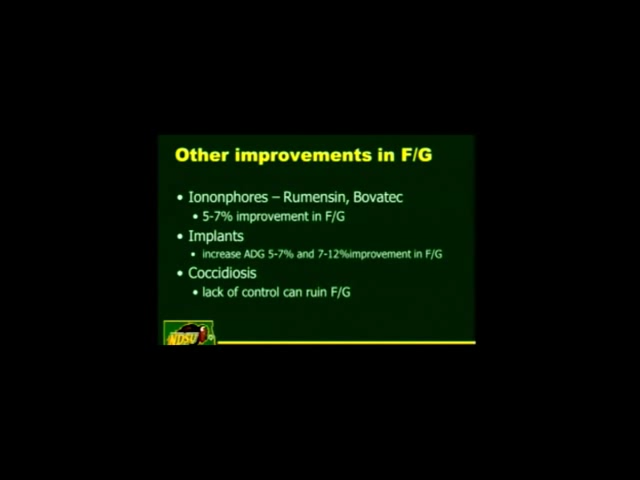 Other improvements in F/G
• Iononphores – Rumensin, Bovatec
• 5-7% improvement in F/G
• Implants
• increase ADG 5-7% and 7-12%improvement in F/G
• Coccidiosis
• lack of control can ruin F/G
NDSU